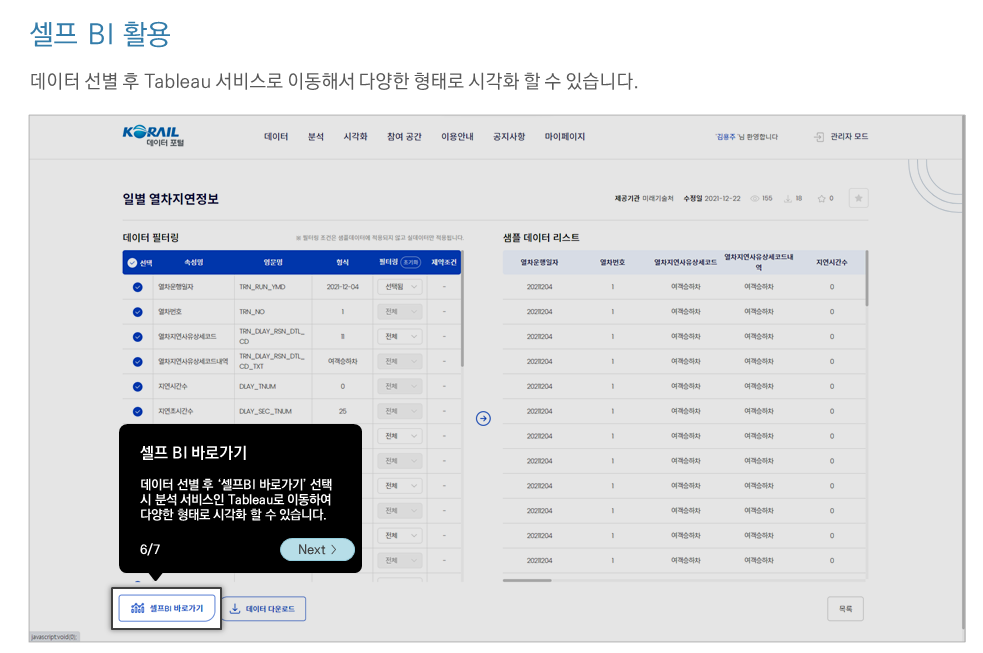 셀프 BI 활용
데이터 선별 후 Tableau 서비스로 이동해서 다양한 형태로 시각화 할 수 있습니다.
KORAIL
데이터 포털
데이터 분석 시각화 참여 공간 이용안내 공지사항 마이페이지
'김용주'님 환영합니다 관리자 모드
일별 열차지연정보
제공기관 미래기술처 수정일 2021-12-22 155 18 0
데이터 필터링
※ 필터링 조건은 샘플데이터에 적용되지 않고 실데이터만 적용됩니다.
선택 속성명 영문명 형식 필터링 초기화 제약조건
열차운행일자 TRN_RUN_YMD 2021-12-04 선택됨 -
열차번호 TRN_NO 1 전체 -
열차지연사유상세코드 TRN_DLAY_RSN_DTL_
CD 11 전체 -
열차지연사유상세코드내역 TRN_DLAY_RSN_DTL_
CD_TXT 여객승하차 전체 -
지연시간수 DLAY_TNUM 0 전체 -
지연초시간수 DLAY_SEC_TNUM 25 전체 -
전체 -
전체 -
전체 -
전체 -
전체 -
전체 -
셀프 BI 바로가기
데이터 선별 후 ‘셀프BI 바로가기’ 선택
시 분석 서비스인 Tableau로 이동하여
다양한 형태로 시각화 할 수 있습니다.
6/7 Next >
셀프BI 바로가기 데이터 다운로드
샘플 데이터 리스트
열차운행일자 열차번호 열차지연사유상세코드 열차지연사유상세코드내
역 지연시간수
20211204 1 여객승하차 여객승하차 0
20211204 1 여객승하차 여객승하차 0
20211204 1 여객승하차 여객승하차 0
20211204 1 여객승하차 여객승하차 0
20211204 1 여객승하차 여객승하차 0
20211204 1 여객승하차 여객승하차 0
20211204 1 여객승하차 여객승하차 0
20211204 1 여객승하차 여객승하차 0
20211204 1 여객승하차 여객승하차 0
20211204 1 여객승하차 여객승하차 0
20211204 1 여객승하차 여객승하차 0
20211204 1 여객승하차 여객승하차 0
목록
javascript:void(0);